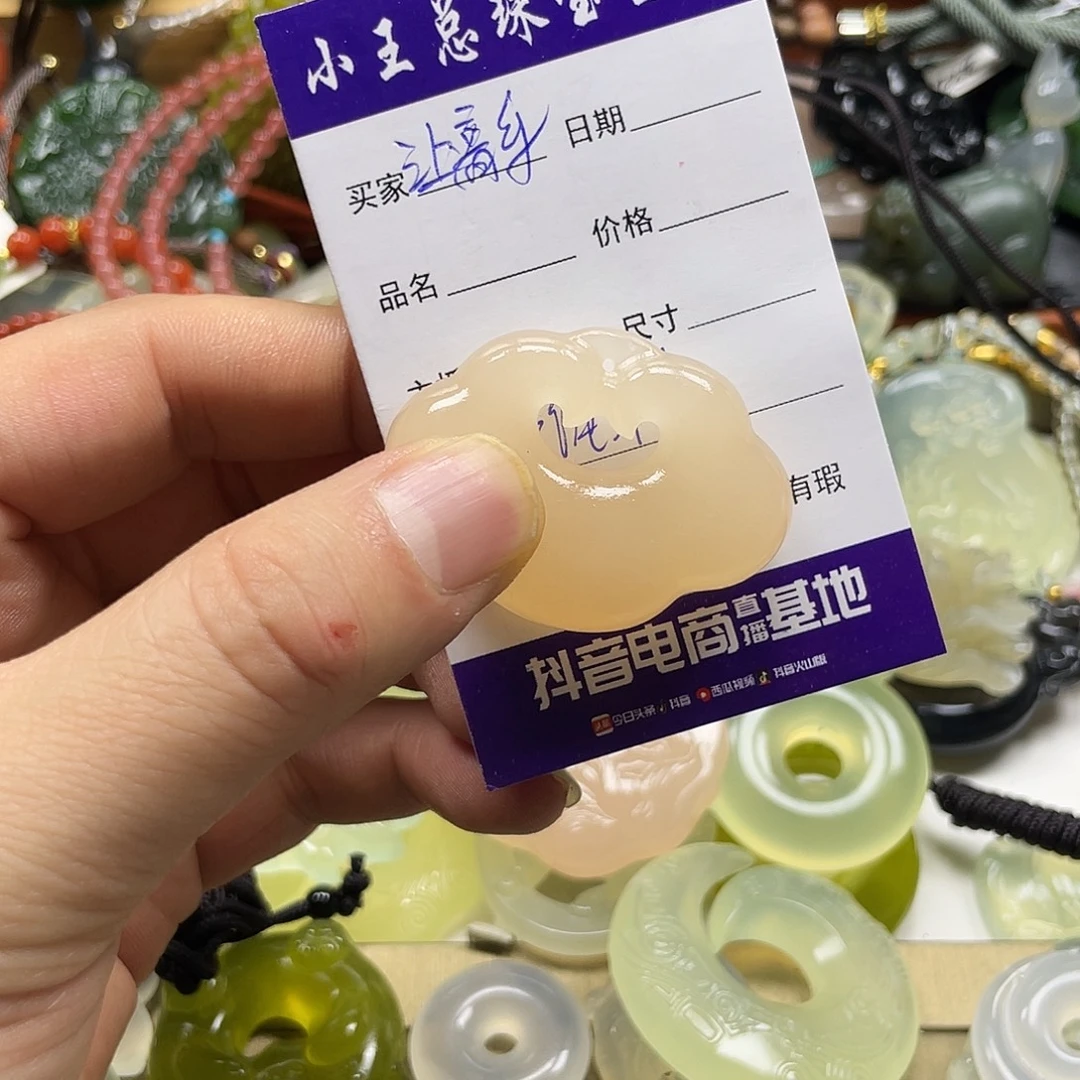 小王总珠宝
买家 日期
品名 价格
尺寸
有瑕
抖音电商直播基地
今日头条 抖音 西瓜视频 抖音火山版